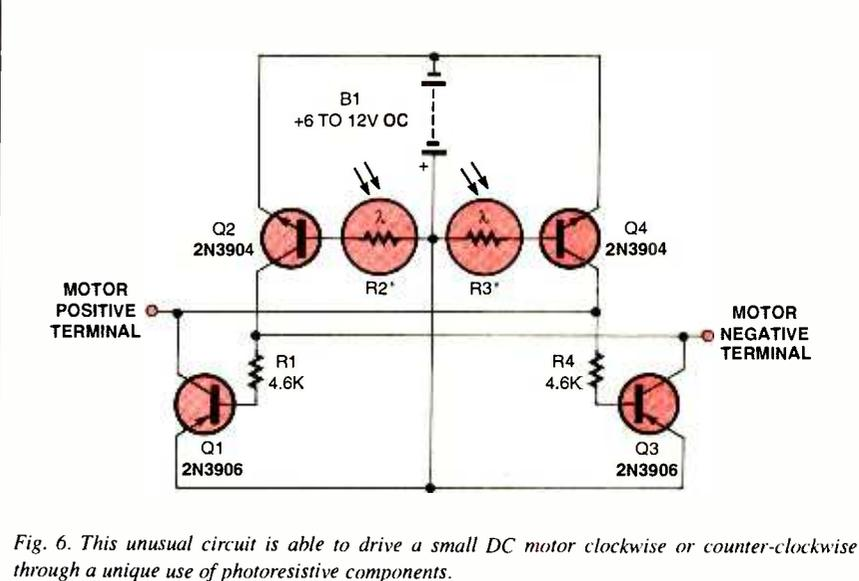 B1
+6 TO 12V OC
+
λ
λ
Q2
2N3904
Q4
2N3904
R2*
R3*
MOTOR
POSITIVE
TERMINAL
MOTOR
NEGATIVE
TERMINAL
R1
4.6K
R4
4.6K
Q1
2N3906
Q3
2N3906
Fig. 6. This unusual circuit is able to drive a small DC motor clockwise or counter-clockwise
through a unique use of photoresistive components.